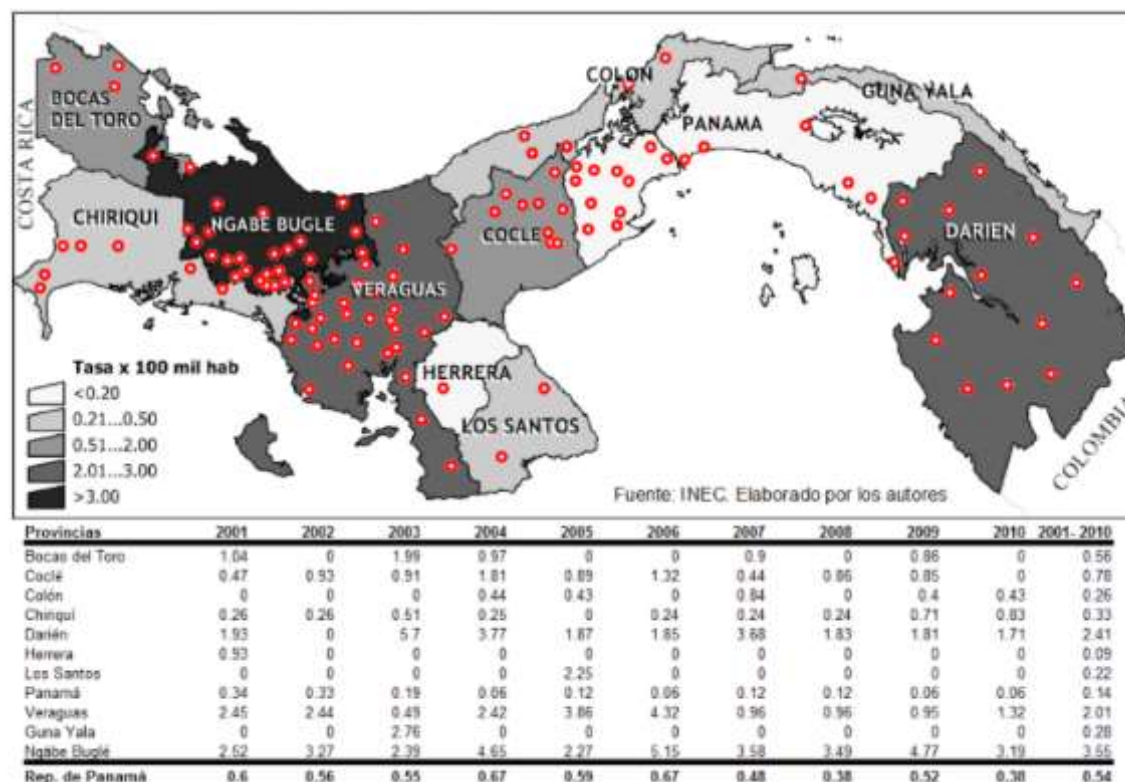 COSTA RICA
BOCAS
DEL TORO
COLON
GUNA YALA
PANAMA
CHIRIQUI
NGABE BUGLE
COCLE
DARIEN
VERAGUAS
HERRERA
LOS SANTOS
COLOMBIA
Tasa x 100 mil hab
<0.20
0.21...0.50
0.51...2.00
2.01...3.00
>3.00
Fuente: INEC. Elaborado por los autores
Provincias 2001 2002 2003 2004 2005 2006 2007 2008 2009 2010 2001- 2010
Bocas del Toro 1.04 0 1.99 0.97 0 0 0.9 0 0.86 0 0.56
Coclé 0.47 0.93 0.91 1.81 0.89 1.32 0.44 0.86 0.85 0 0.78
Colón 0 0 0 0.44 0.43 0 0.84 0 0.4 0.43 0.26
Chiriquí 0.26 0.26 0.51 0.25 0 0.24 0.24 0.24 0.71 0.83 0.33
Darién 1.93 0 5.7 3.77 1.87 1.85 3.68 1.83 1.81 1.71 2.41
Herrera 0.93 0 0 0 0 0 0 0 0 0 0.09
Los Santos 0 0 0 0 2.25 0 0 0 0 0 0.22
Panamá 0.34 0.33 0.19 0.06 0.12 0.06 0.12 0.12 0.06 0.06 0.14
Veraguas 2.45 2.44 0.49 2.42 3.86 4.32 0.96 0.96 0.95 1.32 2.01
Guna Yala 0 0 2.76 0 0 0 0 0 0 0 0.28
Ngäbe Buglé 2.52 3.27 2.39 4.65 2.27 5.15 3.58 3.49 4.77 3.19 3.55
Rep. de Panamá 0.6 0.56 0.55 0.67 0.59 0.67 0.48 0.38 0.52 0.38 0.54